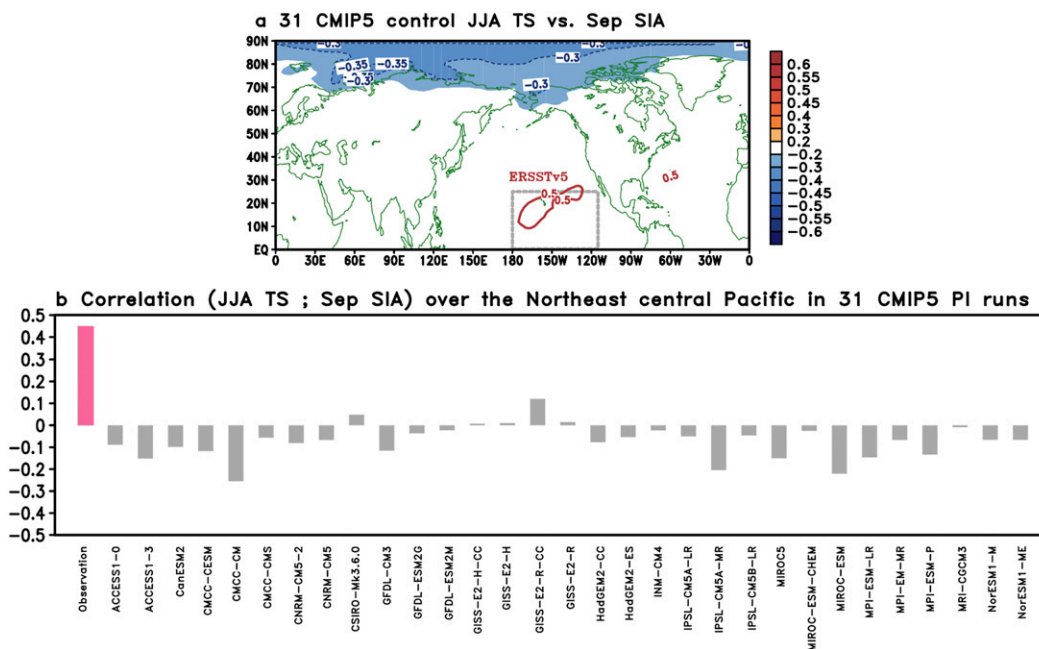 a 31 CMIP5 control JJA TS vs. Sep SIA
90N
80N
70N
60N
50N
40N
30N
20N
10N
EQ
-0.3
-0.3
-0.35
-0.35
-0.3
-0.3
-0.3
ERSSTv5
0.5
0.5
0.5
0 30E 60E 90E 120E 150E 180 150W 120W 90W 60W 30W 0
0.6
0.55
0.5
0.45
0.3
0.2
-0.2
-0.3
-0.4
-0.45
-0.5
-0.55
-0.6
b Correlation (JJA TS ; Sep SIA) over the Northeast central Pacific in 31 CMIP5 PI runs
0.5
0.4
0.3
0.2
0.1
0
-0.1
-0.2
-0.3
-0.4
-0.5
Observation
ACCESS1-0
ACCESS1-3
CanESM2
CMCC-CESM
CMCC-CM
CMCC-CMS
CNRM-CM5-2
CNRM-CM5
CSIRO-Mk3.6.0
GFDL-CM3
GFDL-ESM2G
GFDL-ESM2M
GISS-E2-H-CC
GISS-E2-H
GISS-E2-R-CC
GISS-E2-R
HadGEM2-CC
HadGEM2-ES
INM-CM4
IPSL-CM5A-LR
IPSL-CM5A-MR
IPSL-CM5B-LR
MIROC5
MIROC-ESM-CHEM
MIROC-ESM
MPI-ESM-LR
MPI-EM-MR
MPI-ESM-P
MRI-CGCM3
NorESM1-M
NorESM1-ME